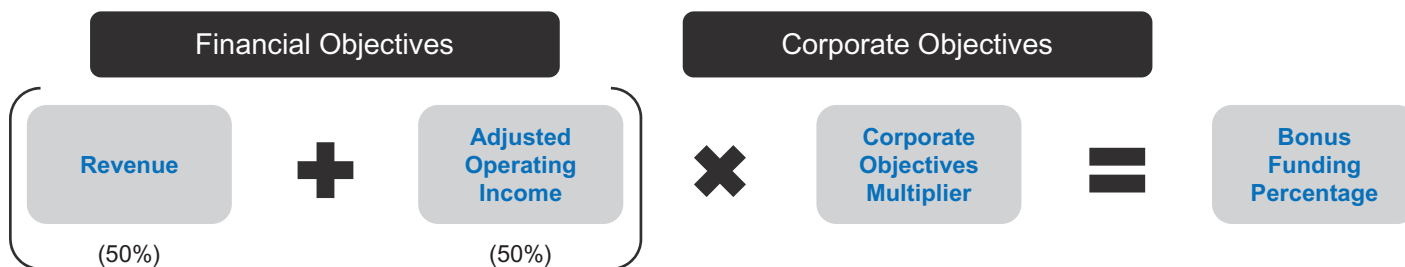 Financial Objectives
Corporate Objectives
Revenue
Adjusted
Operating
Income
Corporate
Objectives
Multiplier
Bonus
Funding
Percentage
(50%)
(50%)